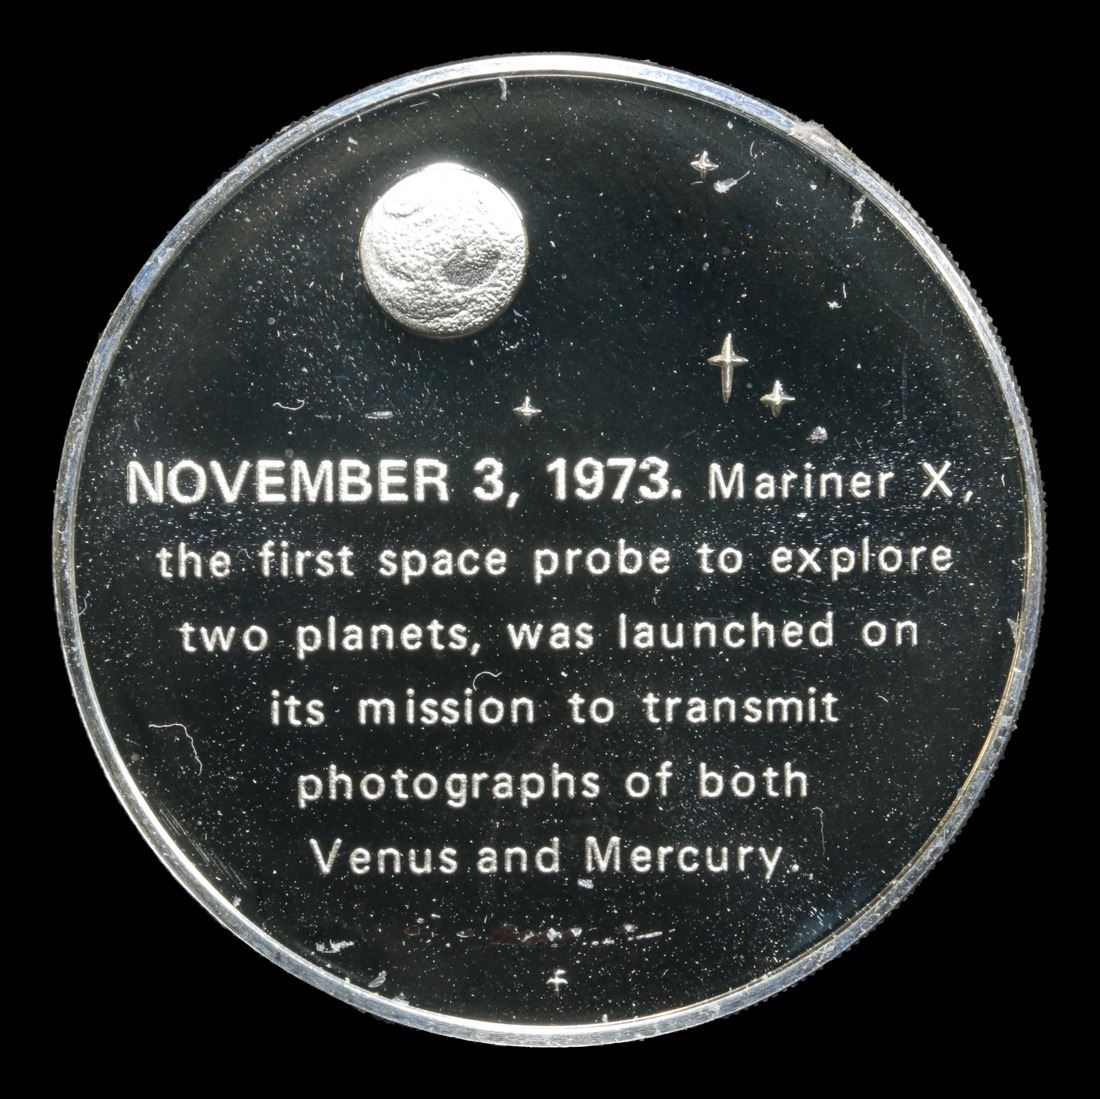 NOVEMBER 3, 1973. Mariner X,
the first space probe to explore
two planets, was launched on
its mission to transmit
photographs of both
Venus and Mercury.